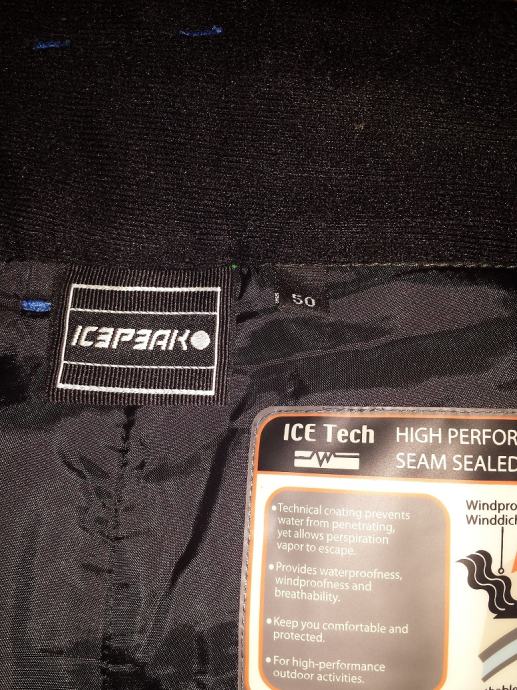 ICEPEAK
50
ICE Tech
HIGH PERFOR
SEAM SEALED
•Technical coating prevents
water from penetrating,
yet allows perspiration
vapor to escape.
•Provides waterproofness,
windproofness and
breathability.
•Keep you comfortable and
protected.
•For high-performance
outdoor activities.
Windpro
Winddich